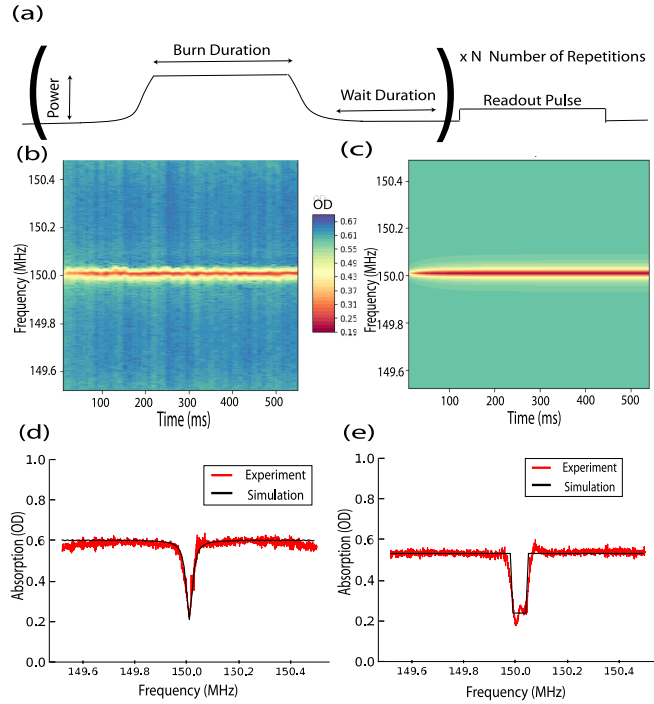 (a)
Burn Duration
x N Number of Repetitions
Power
Wait Duration
Readout Pulse
(b)
(c)
Frequency (MHz)
150.4
150.2
150.0
149.8
149.6
100 200 300 400 500
Time (ms)
OD
0.67
0.61
0.55
0.49
0.43
0.37
0.31
0.25
0.19
Frequency (MHz)
150.4
150.2
150.0
149.8
149.6
100 200 300 400 500
Time (ms)
(d)
(e)
Absorption (OD)
1.0
0.8
0.6
0.4
0.2
0.0
Experiment
Simulation
149.6 149.8 150.0 150.2 150.4
Frequency (MHz)
Absorption (OD)
1.0
0.8
0.6
0.4
0.2
0.0
Experiment
Simulation
149.6 149.8 150.0 150.2 150.4
Frequency (MHz)